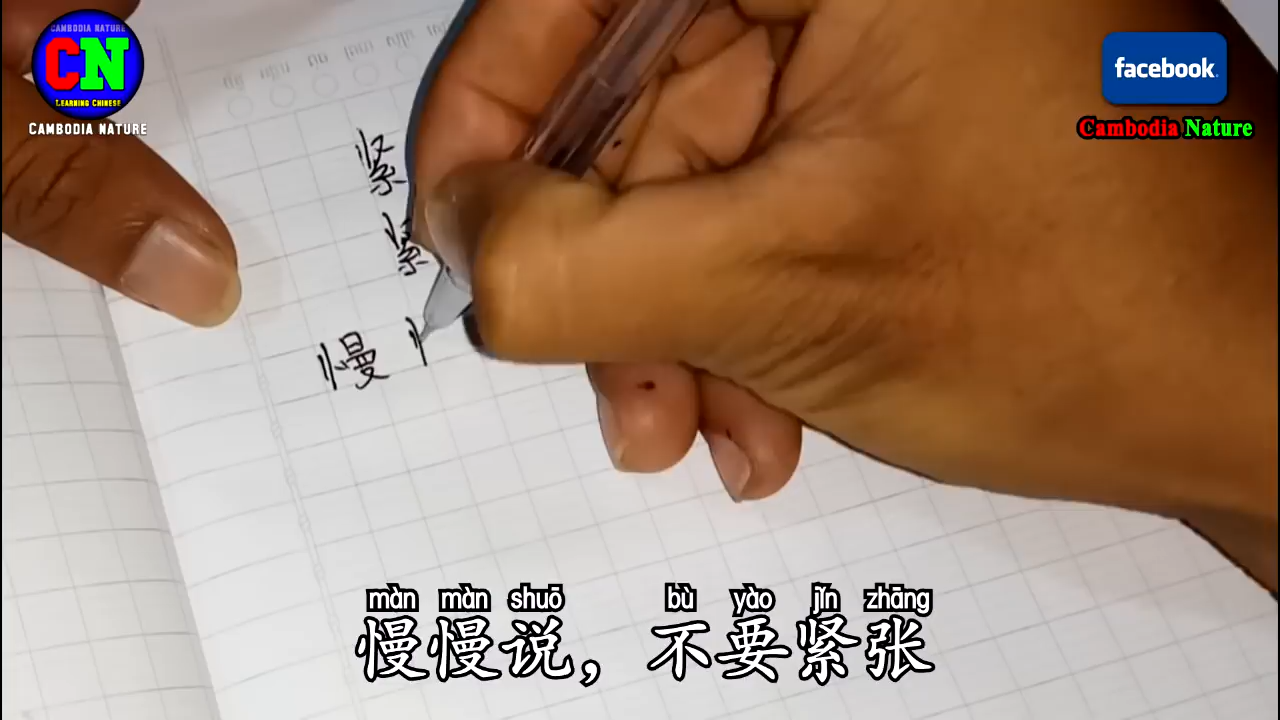 CAMBODIA NATURE
CN
LEARNING CHINESE
CAMBODIA NATURE
facebook.
Cambodia Nature
紧
紧
慢 忄
màn màn shuō bù yào jǐn zhāng
慢慢说，不要紧张